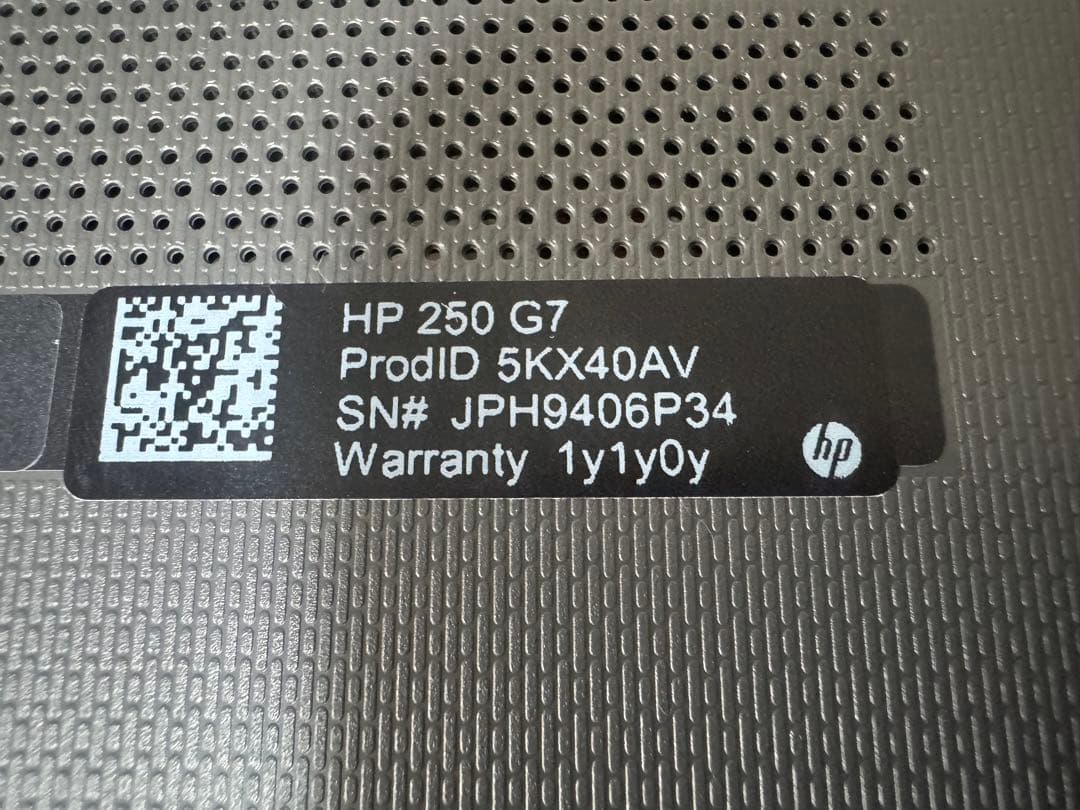 HP 250 G7
ProdID 5KX40AV
SN# JPH9406P34
Warranty 1y1y0y
hp